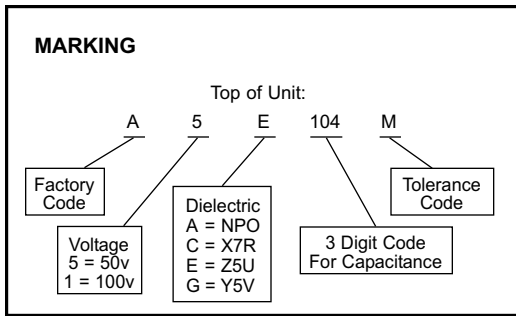 MARKING
Top of Unit:
A 5 E 104 M
Factory
Code
Voltage
5 = 50v
1 = 100v
Dielectric
A = NPO
C = X7R
E = Z5U
G = Y5V
3 Digit Code
For Capacitance
Tolerance
Code